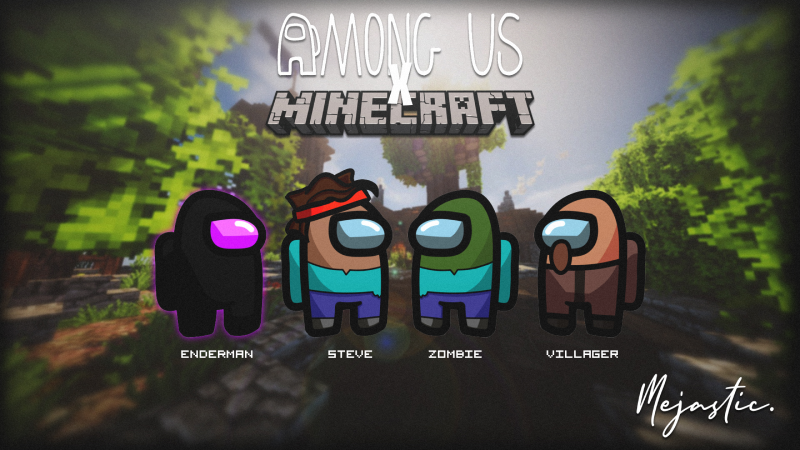 AMONG US
X
MINECRAFT
ENDERMAN STEVE ZOMBIE VILLAGER
Mejastic.